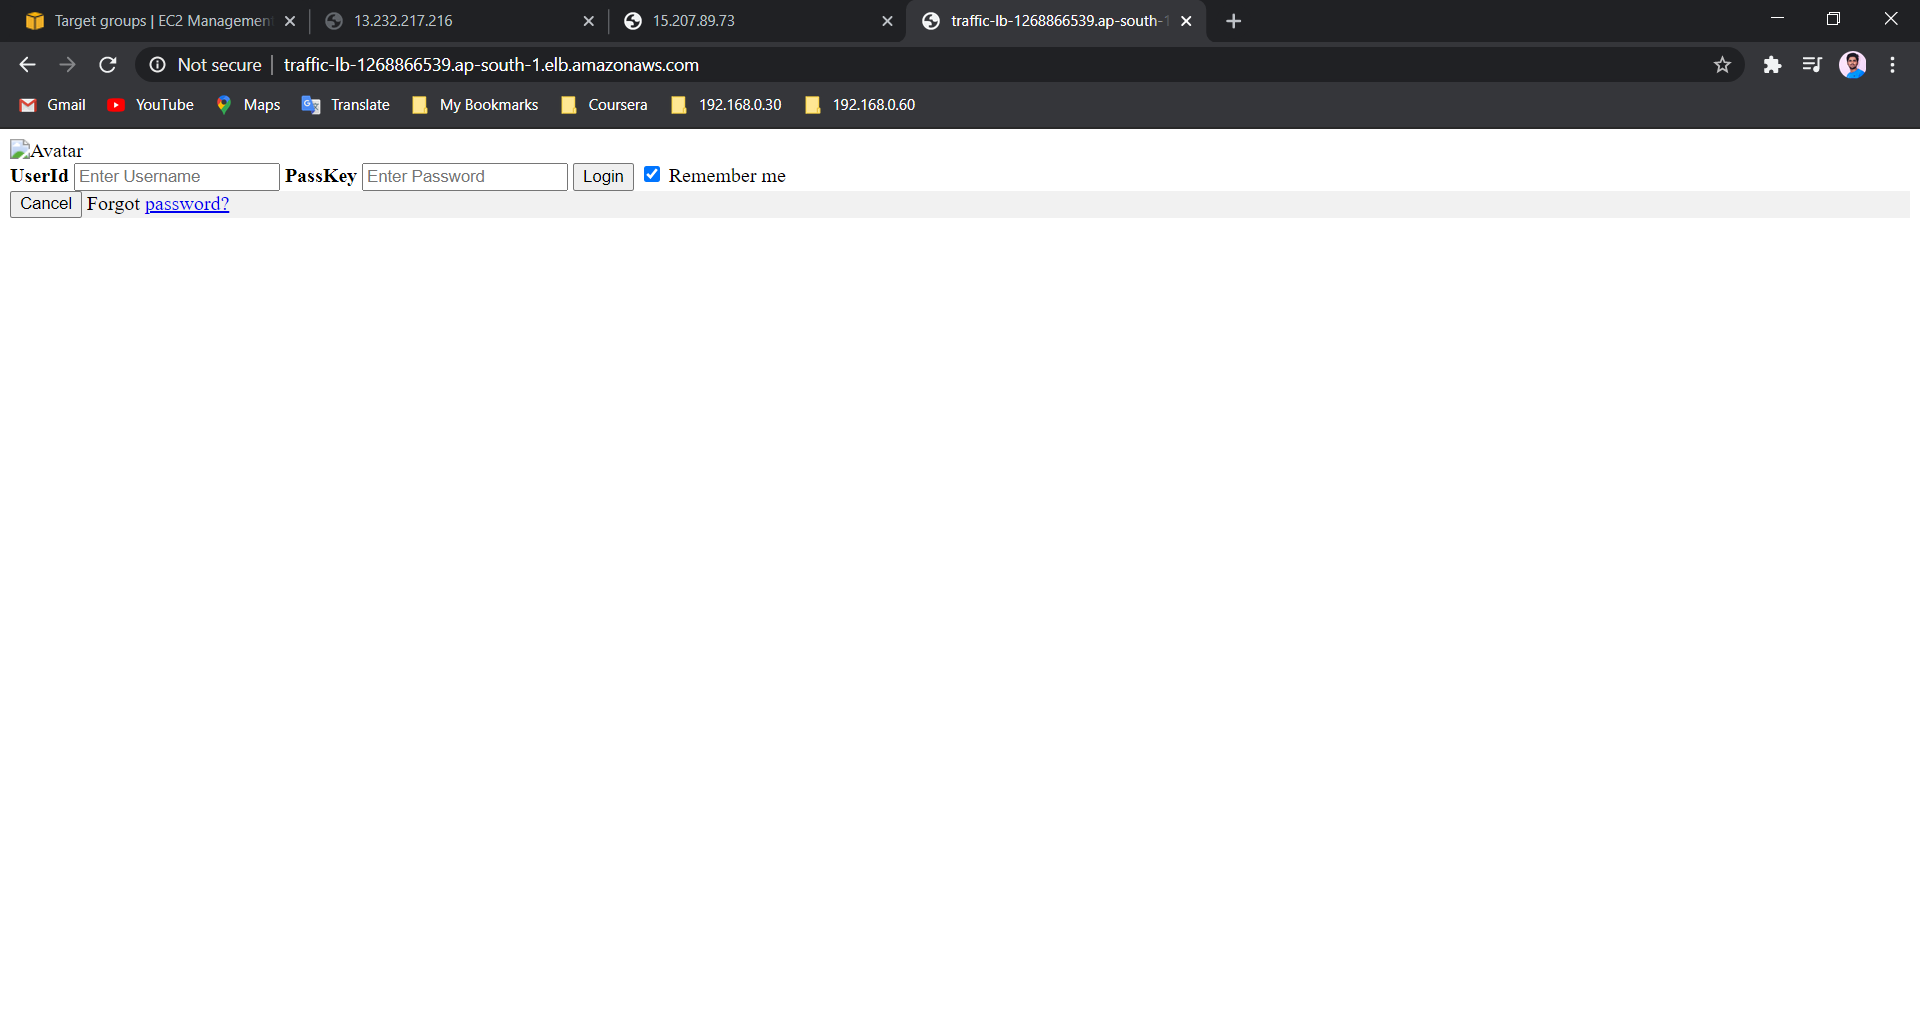 Target groups | EC2 Managemen
13.232.217.216
15.207.89.73
traffic-lb-1268866539.ap-south-1
Not secure
traffic-lb-1268866539.ap-south-1.elb.amazonaws.com
Gmail
YouTube
Maps
Translate
My Bookmarks
Coursera
192.168.0.30
192.168.0.60
Avatar
UserId Enter Username PassKey Enter Password Login Remember me
Cancel Forgot password?